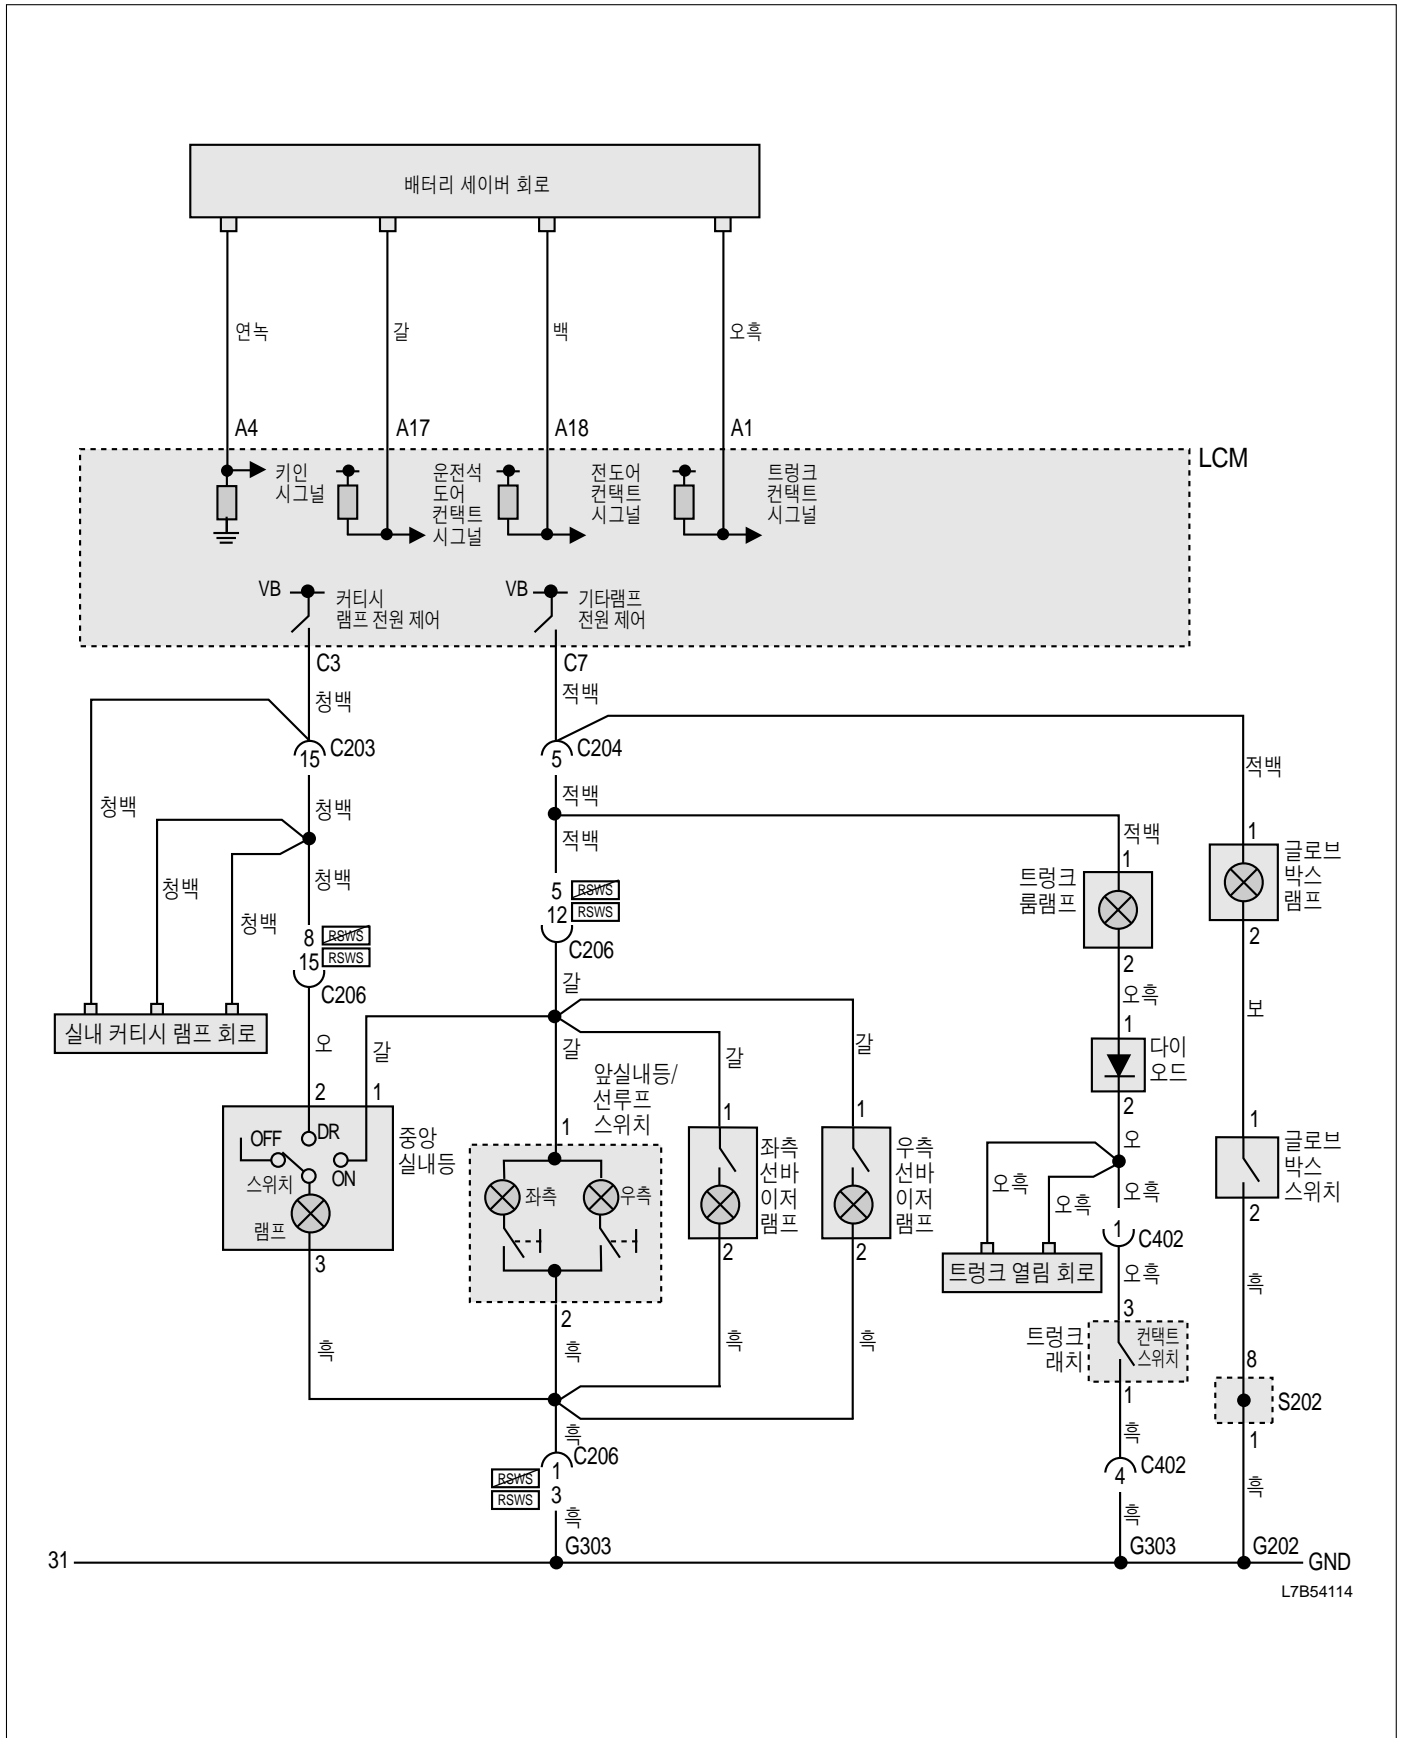 배터리 세이버 회로
연녹
갈
백
오흑
A4
A17
A18
A1
LCM
키인
시그널
운전석
도어
컨택트
시그널
전도어
컨택트
시그널
트렁크
컨택트
시그널
VB
커티시
램프 전원 제어
VB
기타램프
전원 제어
C3
청백
C7
적백
15
C203
5
C204
적백
청백
청백
적백
적백
적백
청백
청백
청백
1
트렁크
룸램프
1
글로브
박스
램프
8 RSWS
15 RSWS
C206
5 RSWS
12 RSWS
C206
2
2
실내 커티시 램프 회로
오
갈
갈
갈
갈
갈
오흑
보
1
다이
오드
2
2
1
앞실내등/
선루프
스위치
1
1
1
OFF
DR
ON
스위치
램프
중앙
실내등
3
좌측
우측
2
좌측
선바
이저
램프
2
우측
선바
이저
램프
2
오
오흑
오흑
오흑
1
C402
트렁크 열림 회로
오흑
1
글로브
박스
스위치
2
흑
흑
흑
흑
흑
3
트렁크
래치
컨택트
스위치
1
8
S202
1
흑
C206
RSWS 1
RSWS 3
흑
흑
4
C402
흑
흑
31
G303
G303
G202
GND
L7B54114